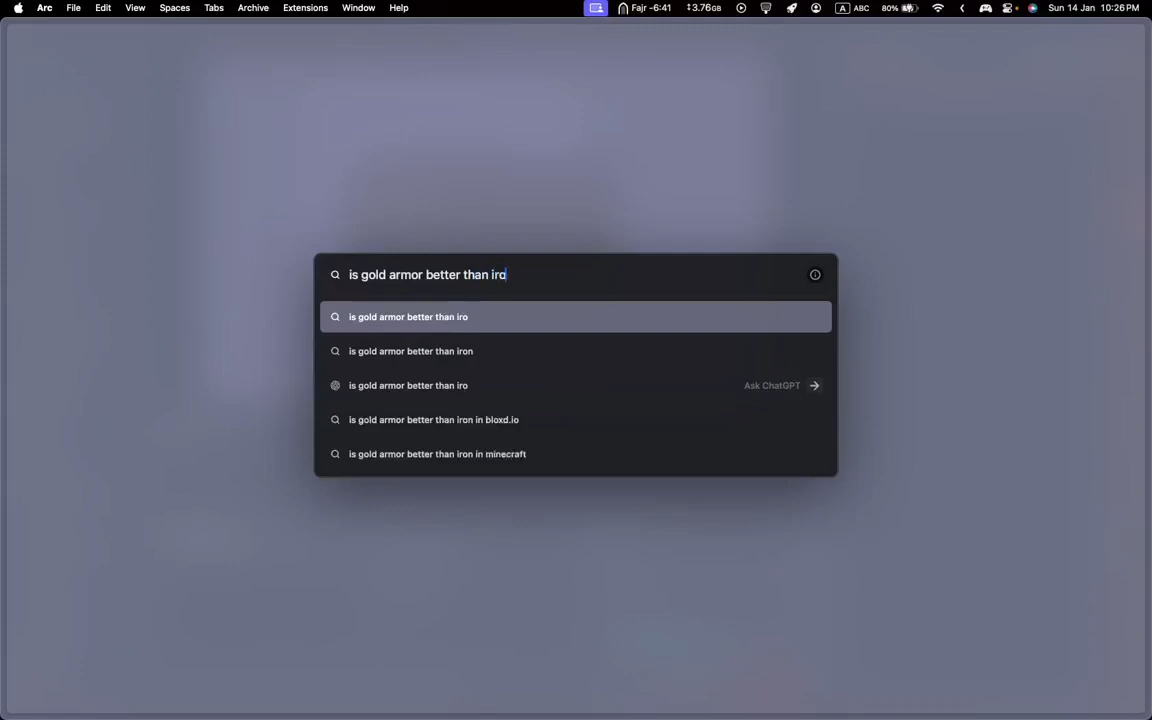 Arc File Edit View Spaces Tabs Archive Extensions Window Help Fajr -6:41 3.76GB A ABC 80% Sun 14 Jan 10:26 PM
is gold armor better than iro
is gold armor better than iro
is gold armor better than iron
is gold armor better than iro Ask ChatGPT
is gold armor better than iron in bloxd.io
is gold armor better than iron in minecraft